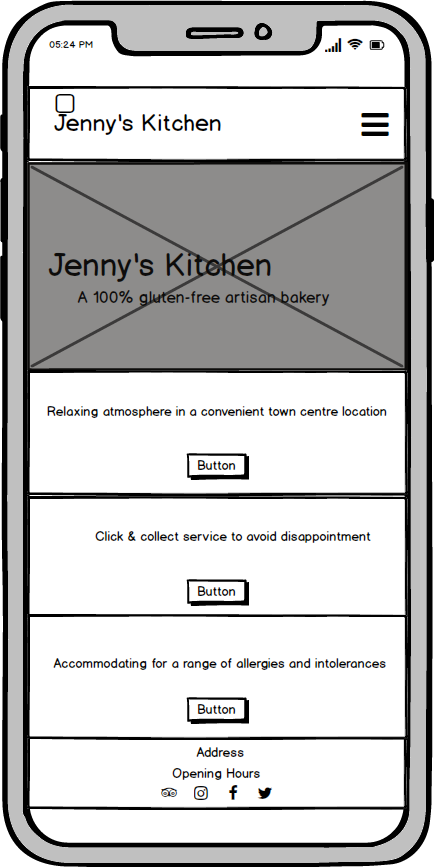 05:24 PM
Jenny's Kitchen
Jenny's Kitchen
A 100% gluten-free artisan bakery
Relaxing atmosphere in a convenient town centre location
Button
Click & collect service to avoid disappointment
Button
Accommodating for a range of allergies and intolerances
Button
Address
Opening Hours